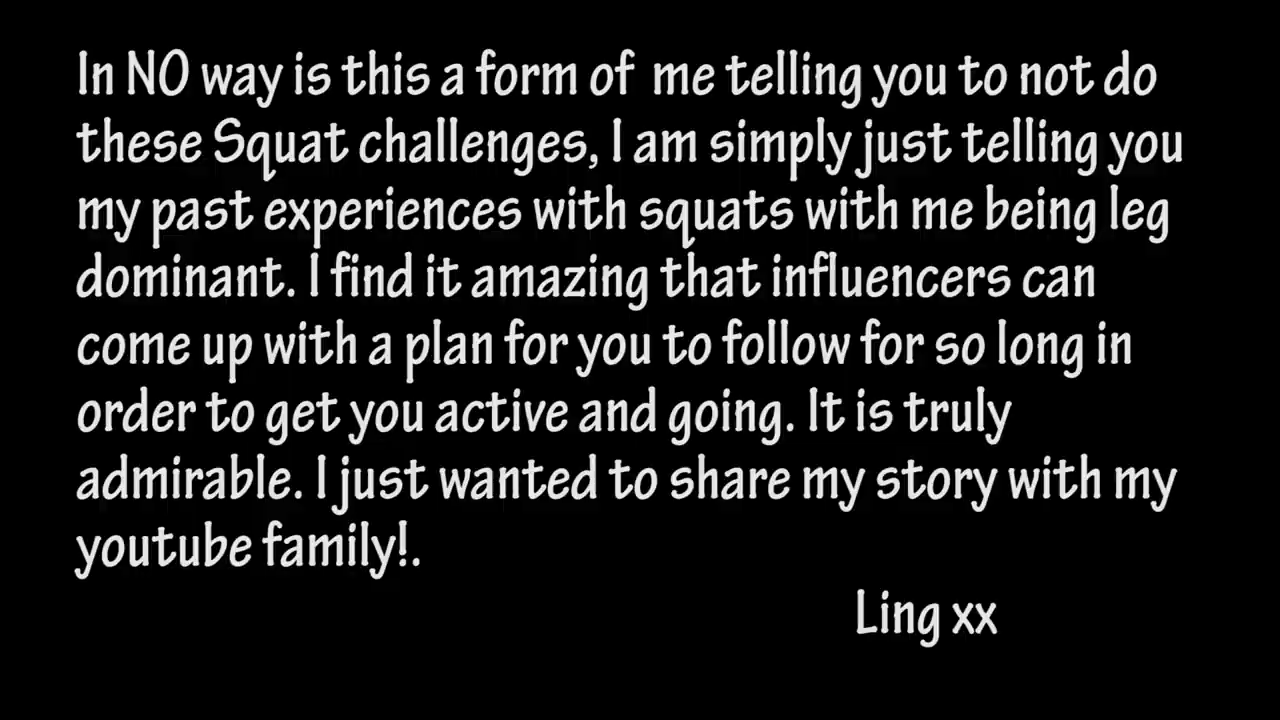 In NO way is this a form of me telling you to not do
these Squat challenges, I am simply just telling you
my past experiences with squats with me being leg
dominant. I find it amazing that influencers can
come up with a plan for you to follow for so long in
order to get you active and going. It is truly
admirable. I just wanted to share my story with my
youtube family!.
Ling xx